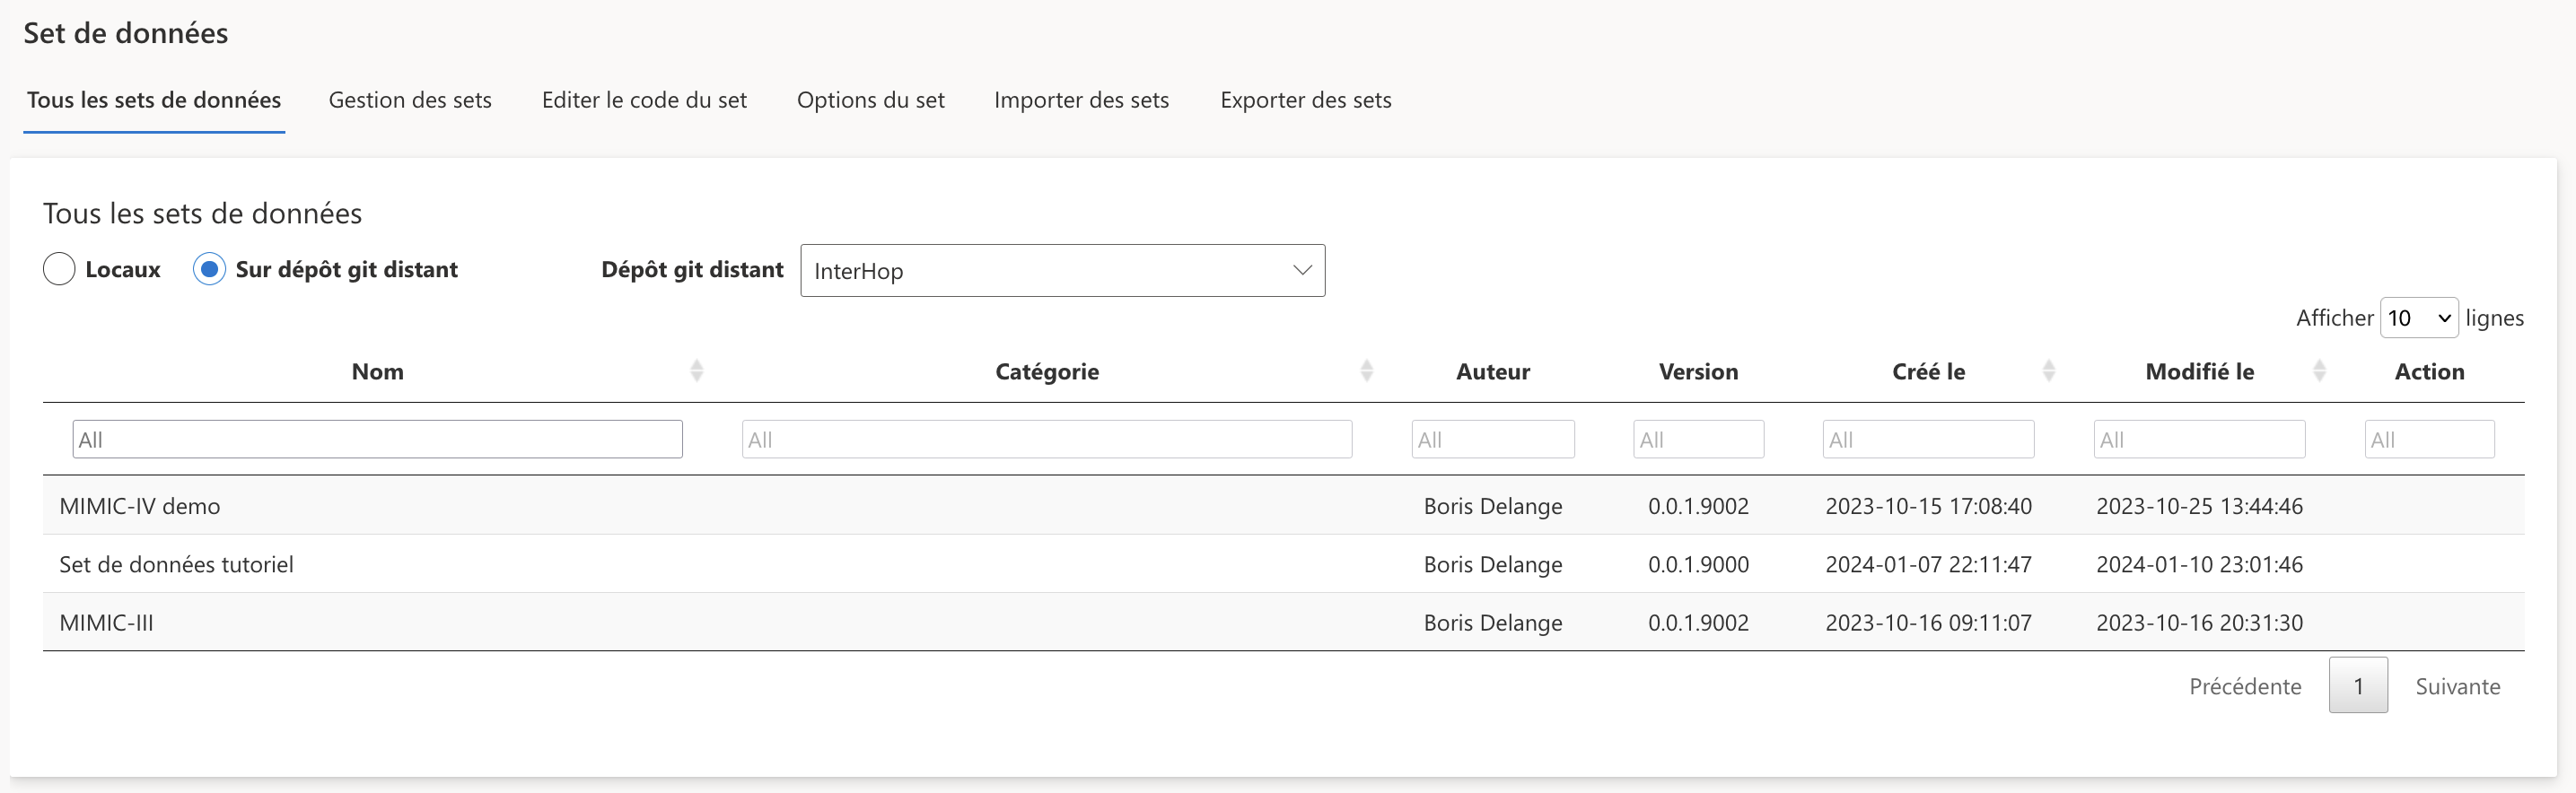 Set de données
Tous les sets de données Gestion des sets Editer le code du set Options du set Importer des sets Exporter des sets
Tous les sets de données
Locaux Sur dépôt git distant Dépôt git distant InterHop
Afficher 10 lignes
Nom Catégorie Auteur Version Créé le Modifié le Action
All All All All All All All
MIMIC-IV demo Boris Delange 0.0.1.9002 2023-10-15 17:08:40 2023-10-25 13:44:46
Set de données tutoriel Boris Delange 0.0.1.9000 2024-01-07 22:11:47 2024-01-10 23:01:46
MIMIC-III Boris Delange 0.0.1.9002 2023-10-16 09:11:07 2023-10-16 20:31:30
Précédente 1 Suivante